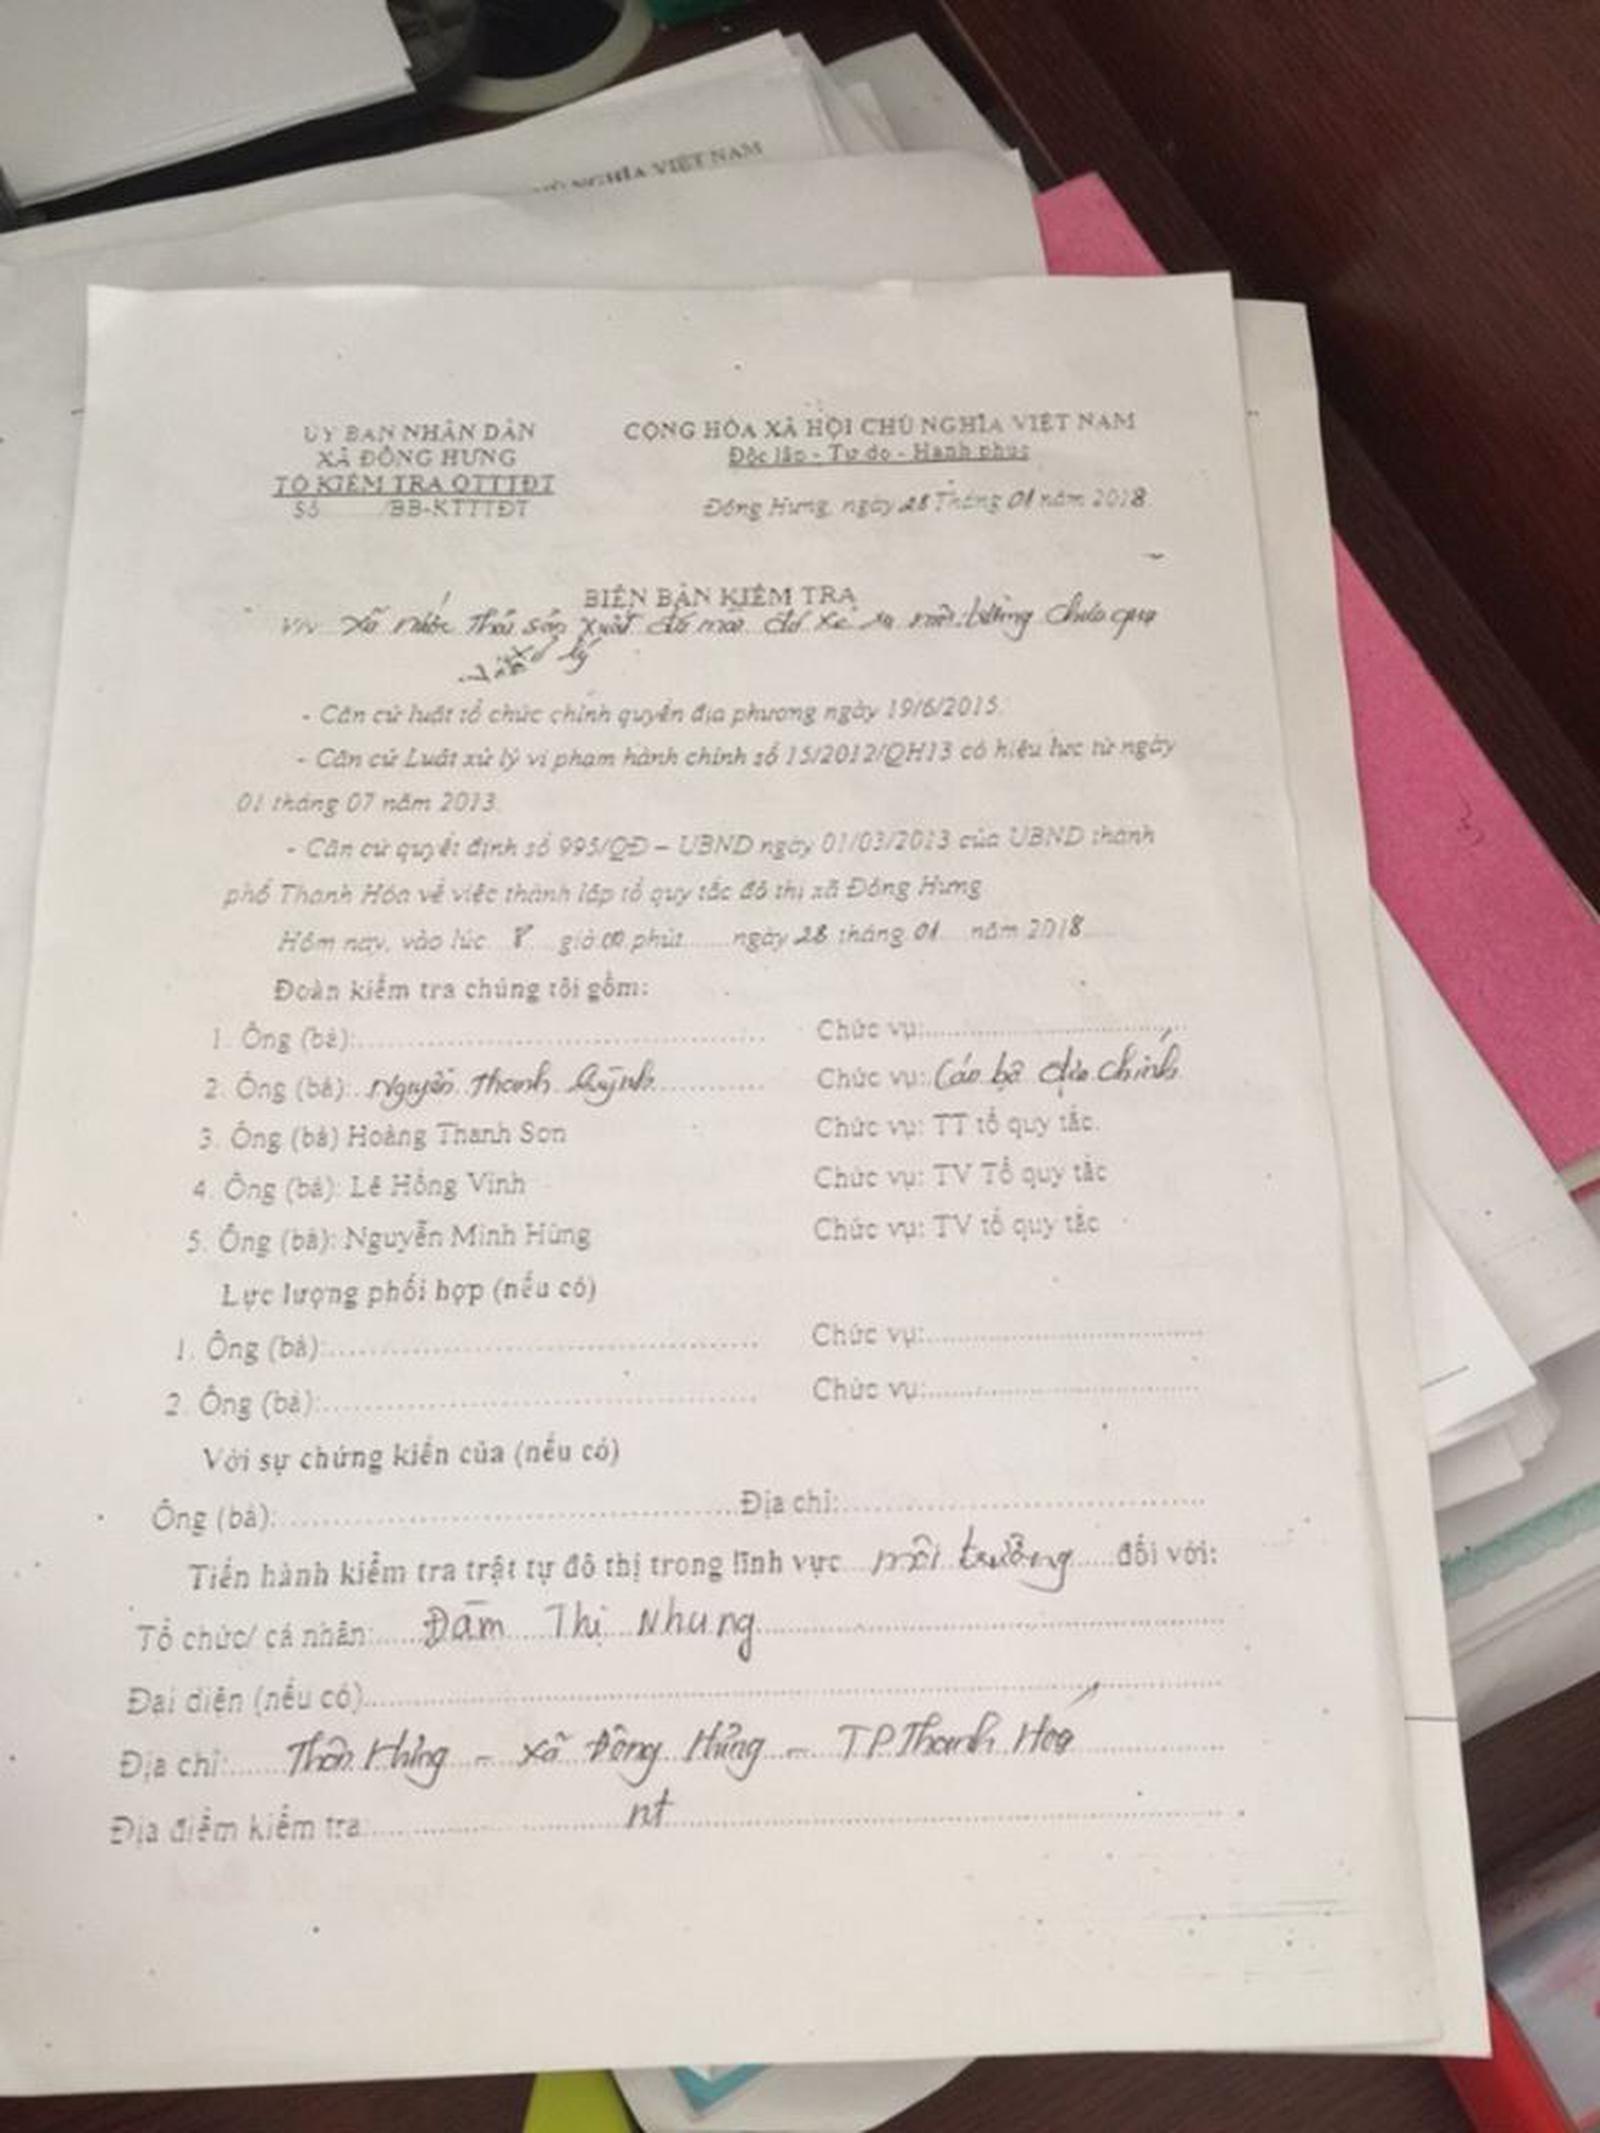 NGHĨA VIỆT NAM
ỦY BAN NHÂN DÂN
XÃ ĐÔNG HƯNG
TỔ KIỂM TRA QTTTĐT
Số /BB-KTTTĐT
CỘNG HÒA XÃ HỘI CHỦ NGHĨA VIỆT NAM
Độc lập - Tự do - Hạnh phúc
Đông Hưng, ngày 28 Tháng 01 năm 2018
BIÊN BẢN KIỂM TRA
V/v xã nước thải sản xuất đá mài đá xẻ ra môi trường chưa qua
xử lý
- Căn cứ luật tổ chức chính quyền địa phương ngày 19/6/2015.
- Căn cứ Luật xử lý vi phạm hành chính số 15/2012/QH13 có hiệu lực từ ngày
01 tháng 07 năm 2013.
- Căn cứ quyết định số 995/QĐ – UBND ngày 01/03/2013 của UBND thành
phố Thanh Hóa về việc thành lập tổ quy tắc đô thị xã Đông Hưng
Hôm nay, vào lúc 8 giờ 00 phút ngày 28 tháng 01 năm 2018
Đoàn kiểm tra chúng tôi gồm:
1. Ông (bà): Chức vụ:
2. Ông (bà): Nguyễn Thanh Quỳnh Chức vụ: Cán bộ địa chính
3. Ông (bà) Hoàng Thanh Sơn Chức vụ: TT tổ quy tắc.
4. Ông (bà): Lê Hồng Vinh Chức vụ: TV Tổ quy tắc
5. Ông (bà): Nguyễn Minh Hùng Chức vụ: TV tổ quy tắc
Lực lượng phối hợp (nếu có)
1. Ông (bà): Chức vụ:
2. Ông (bà): Chức vụ:
Với sự chứng kiến của (nếu có)
Ông (bà): Địa chỉ:
Tiến hành kiểm tra trật tự đô thị trong lĩnh vực môi trường đối với:
Tổ chức/ cá nhân: Đàm Thị Nhung
Đại diện (nếu có)
Địa chỉ: Thôn Hưng - xã Đông Hưng - TP Thanh Hoá
Địa điểm kiểm tra: nt